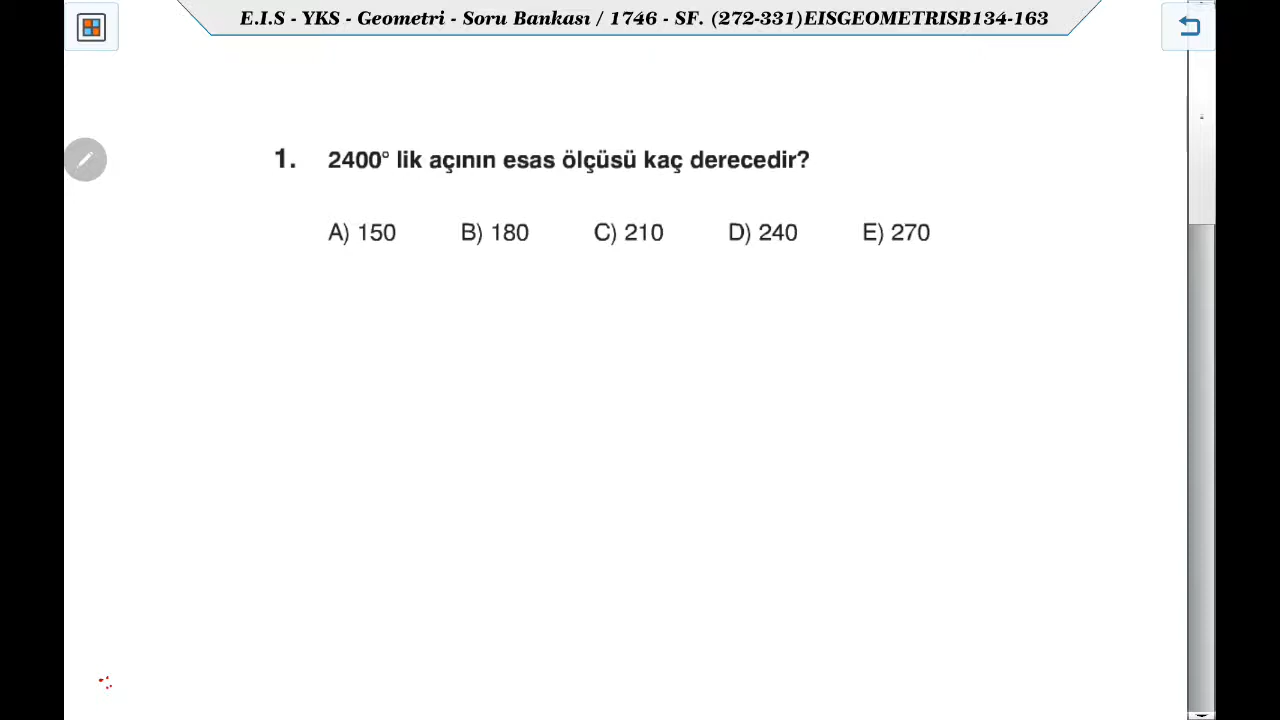 E.I.S - YKS - Geometri - Soru Bankası / 1746 - SF. (272-331)EISGEOMETRISB134-163
1. 2400° lik açının esas ölçüsü kaç derecedir?
A) 150 B) 180 C) 210 D) 240 E) 270